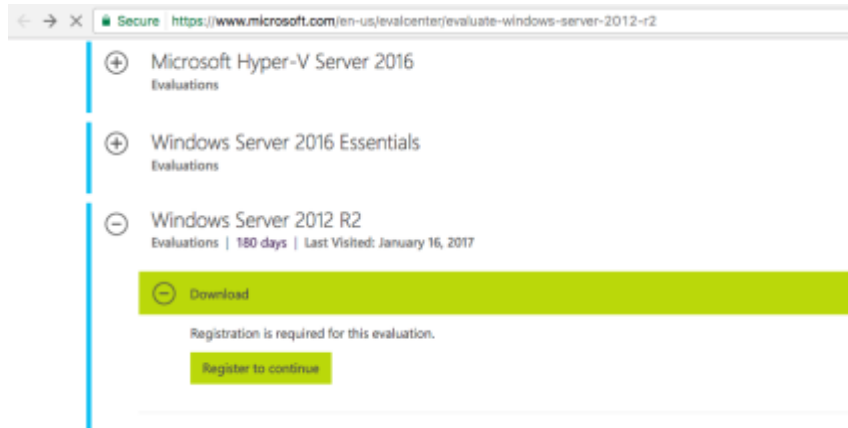 Secure https://www.microsoft.com/en-us/evalcenter/evaluate-windows-server-2012-r2
Microsoft Hyper-V Server 2016
Evaluations
Windows Server 2016 Essentials
Evaluations
Windows Server 2012 R2
Evaluations | 180 days | Last Visited: January 16, 2017
Download
Registration is required for this evaluation.
Register to continue